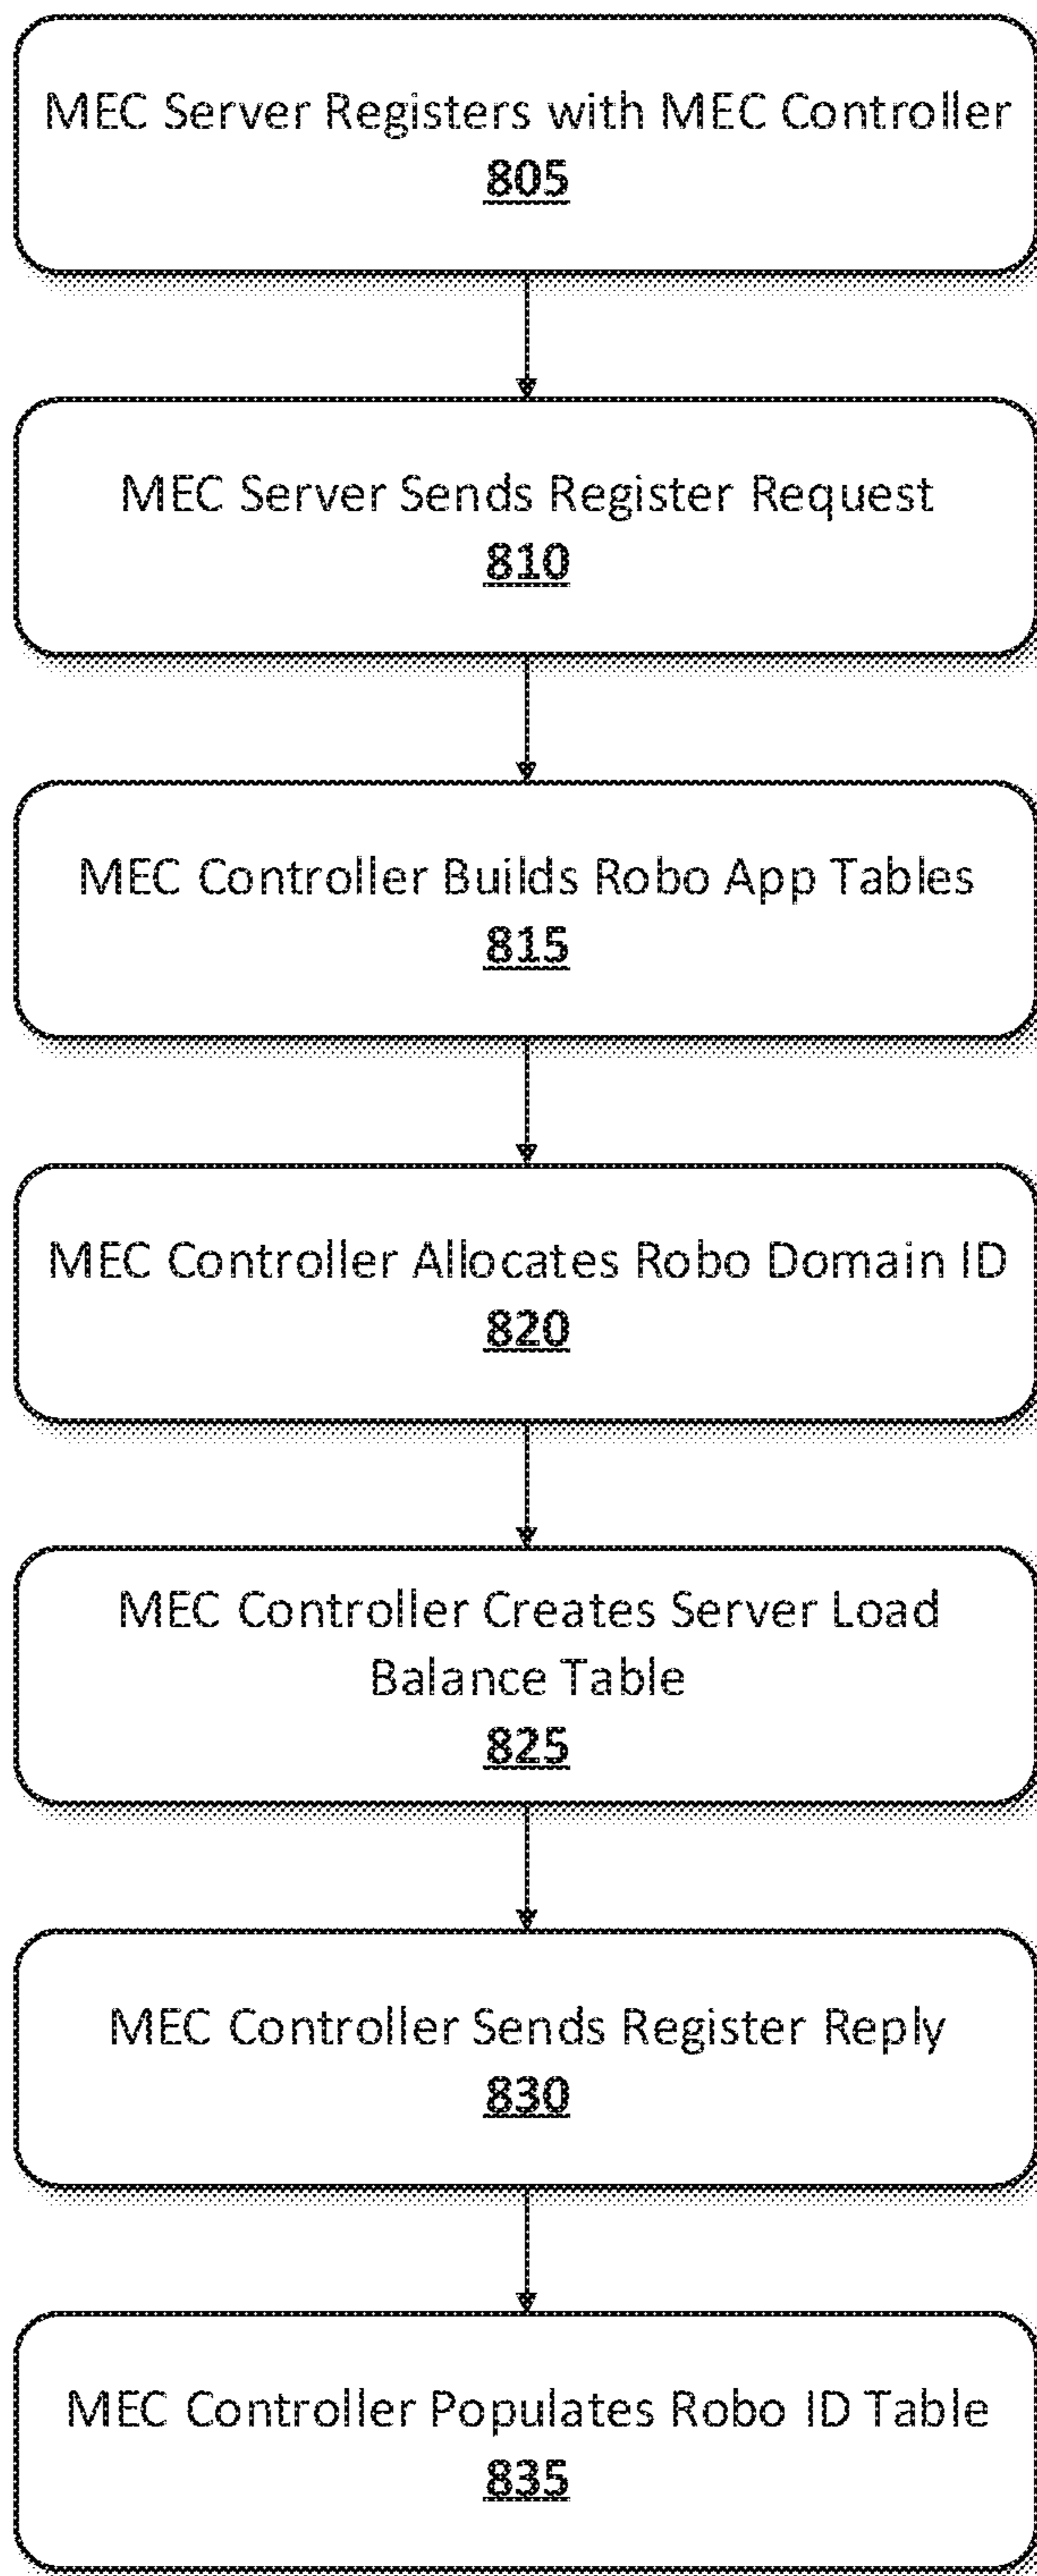 MEC Server Registers with MEC Controller
805
MEC Server Sends Register Request
810
MEC Controller Builds Robo App Tables
815
MEC Controller Allocates Robo Domain ID
820
MEC Controller Creates Server Load
Balance Table
825
MEC Controller Sends Register Reply
830
MEC Controller Populates Robo ID Table
835